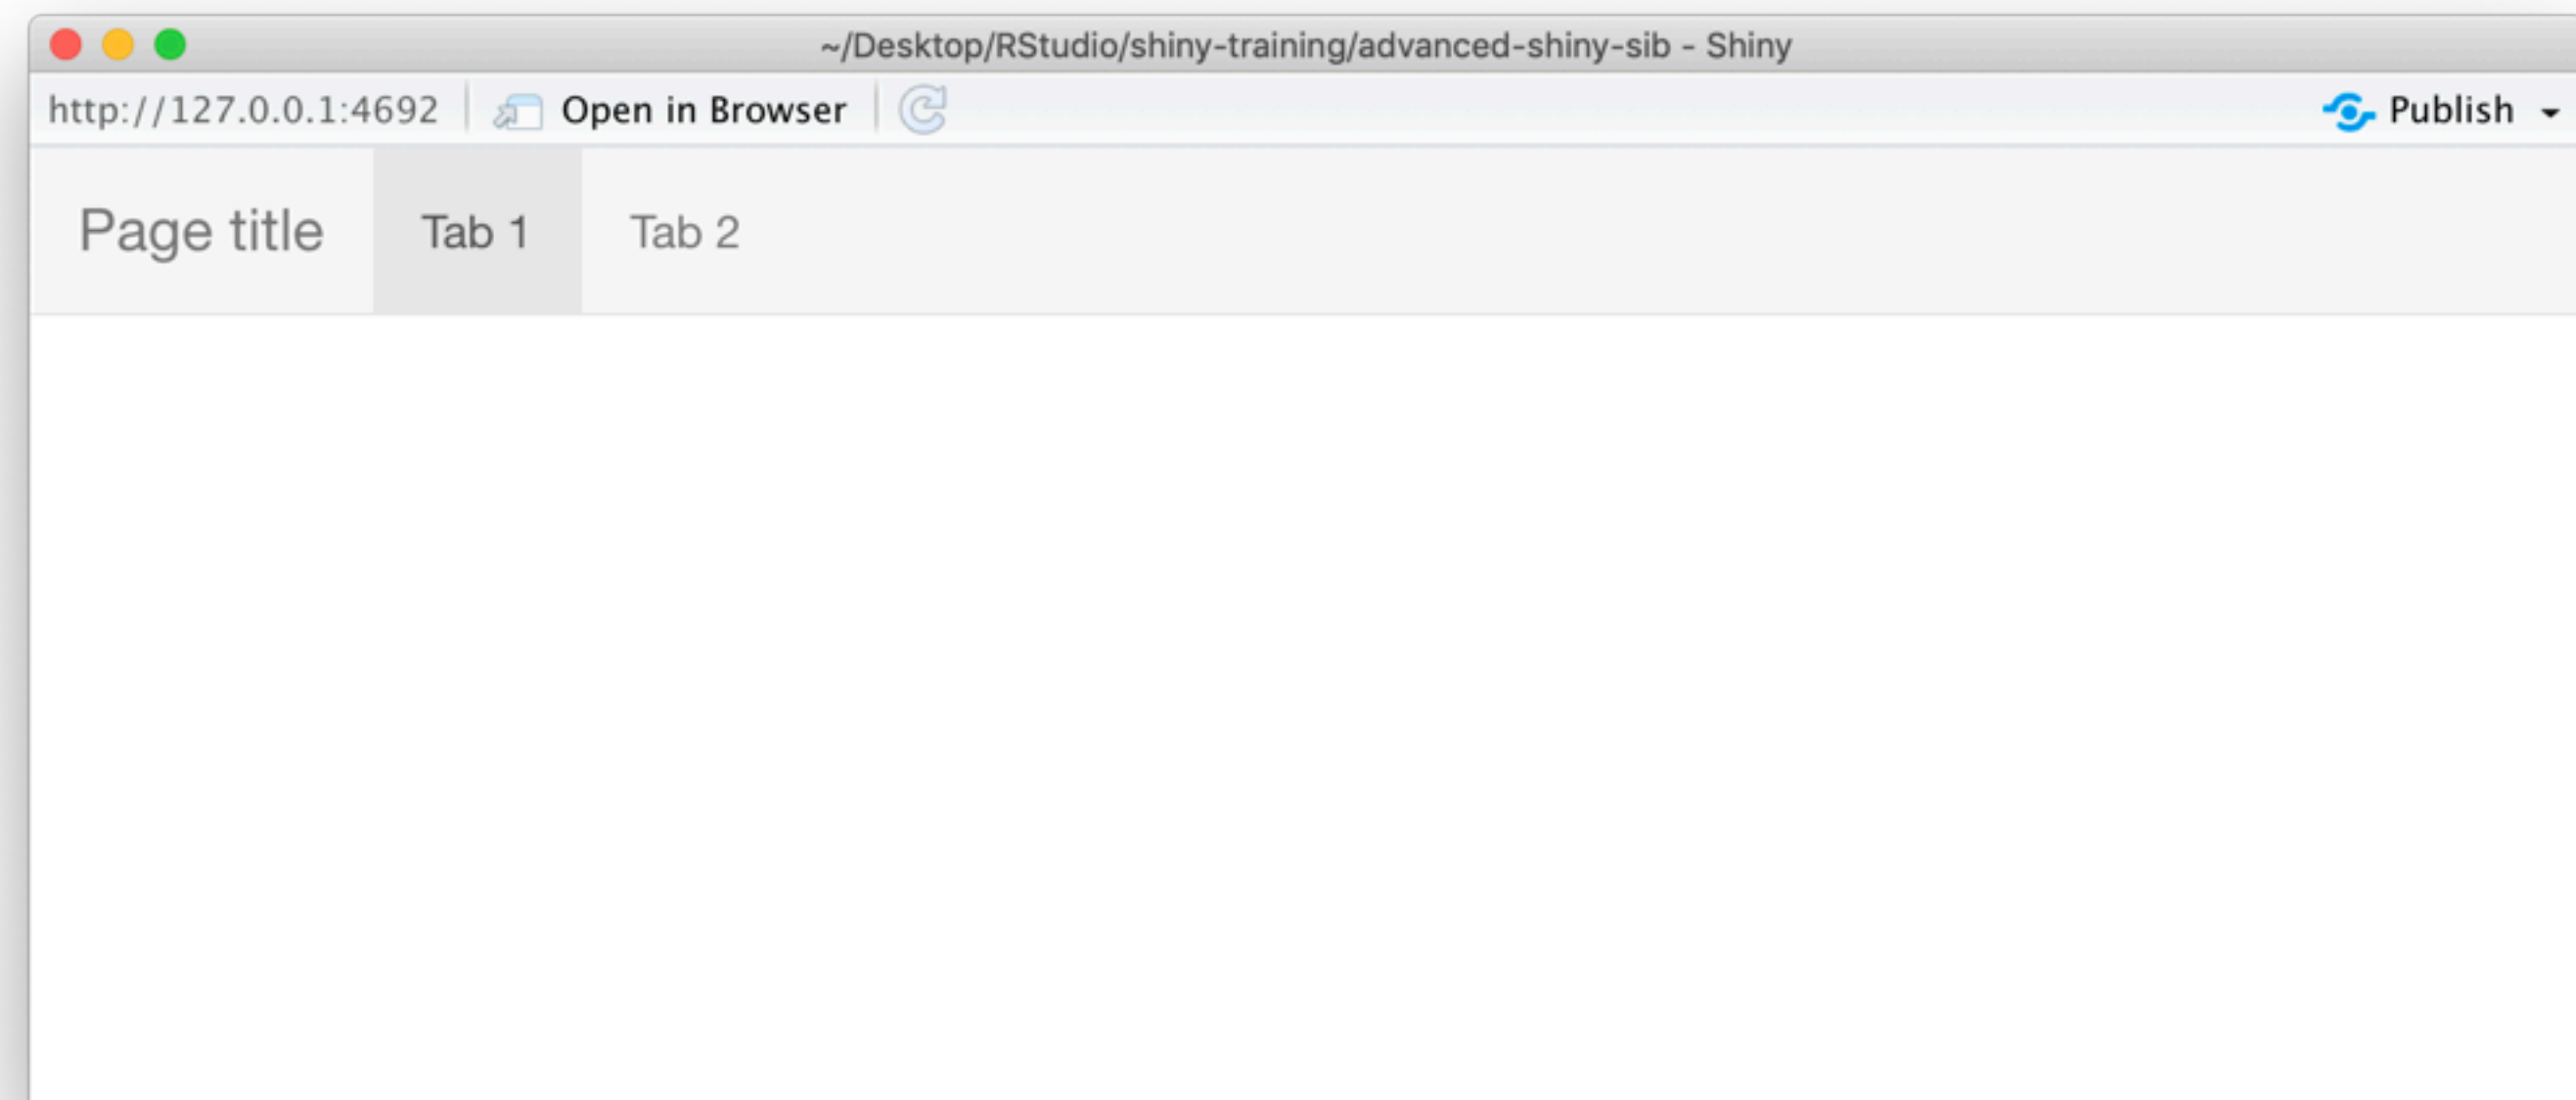 ~/Desktop/RStudio/shiny-training/advanced-shiny-sib - Shiny
http://127.0.0.1:4692 Open in Browser Publish
Page title Tab 1 Tab 2